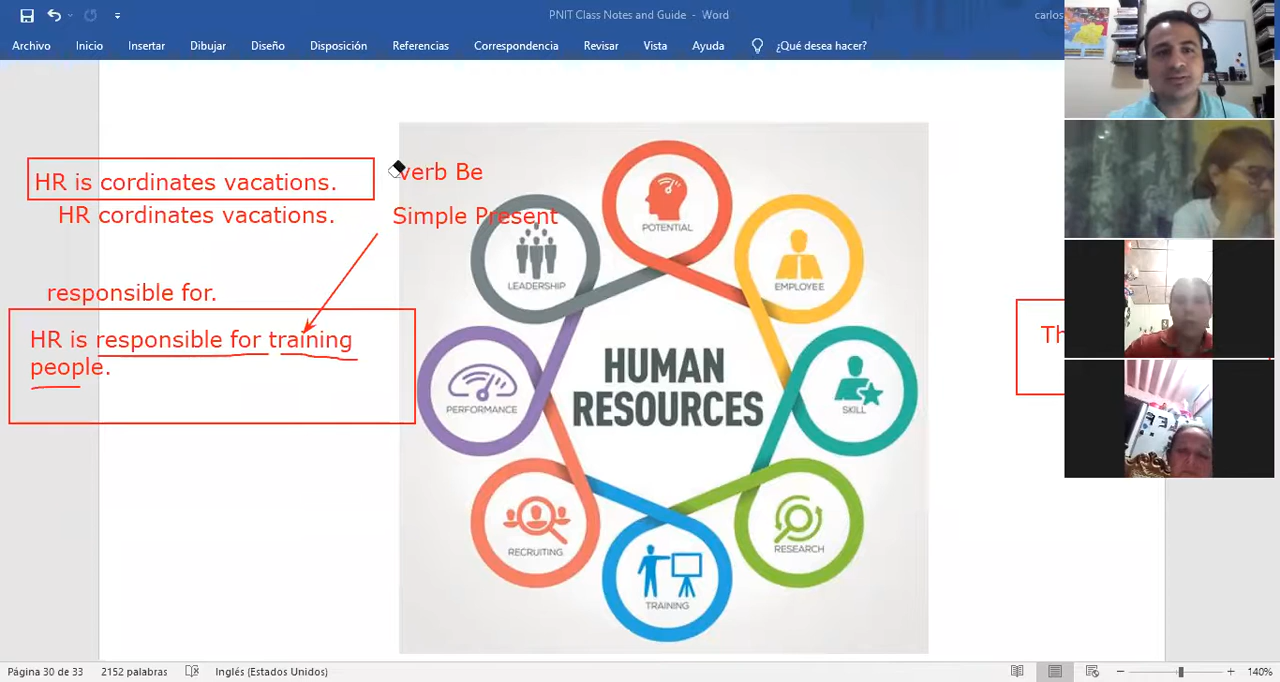 PNIT Class Notes and Guide - Word
carlos
Archivo Inicio Insertar Dibujar Diseño Disposición Referencias Correspondencia Revisar Vista Ayuda ¿Qué desea hacer?
HR is cordinates vacations.
verb Be
HR cordinates vacations.
Simple Present
responsible for.
HR is responsible for training
people.
POTENTIAL
LEADERSHIP
EMPLOYEE
HUMAN
RESOURCES
PERFORMANCE
SKILL
RECRUITING
RESEARCH
TRAINING
Th
Página 30 de 33 2152 palabras Inglés (Estados Unidos) 140%